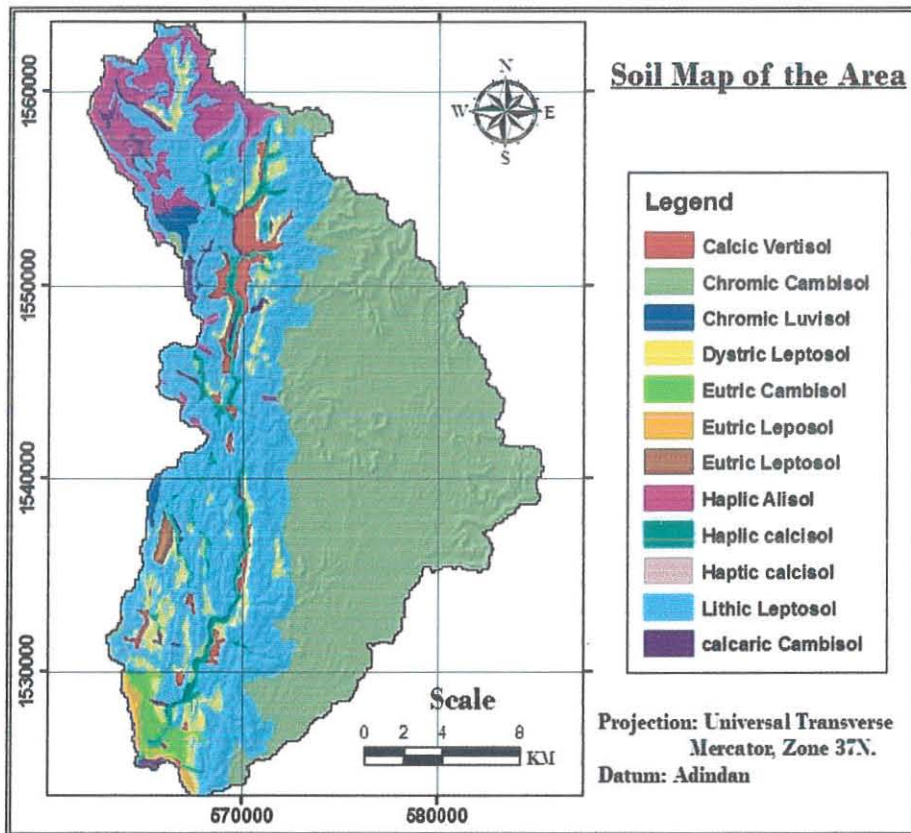 Soil Map of the Area
N
W
E
S
1560000
1550000
1540000
1530000
670000
680000
Legend
Calcic Vertisol
Chromic Cambisol
Chromic Luvisol
Dystric Leptosol
Eutric Cambisol
Eutric Leposol
Eutric Leptosol
Haplic Alisol
Haplic calcisol
Haptic calcisol
Lithic Leptosol
calcaric Cambisol
Scale
0 2 4 8
KM
Projection: Universal Transverse
Mercator, Zone 37N.
Datum: Adindan